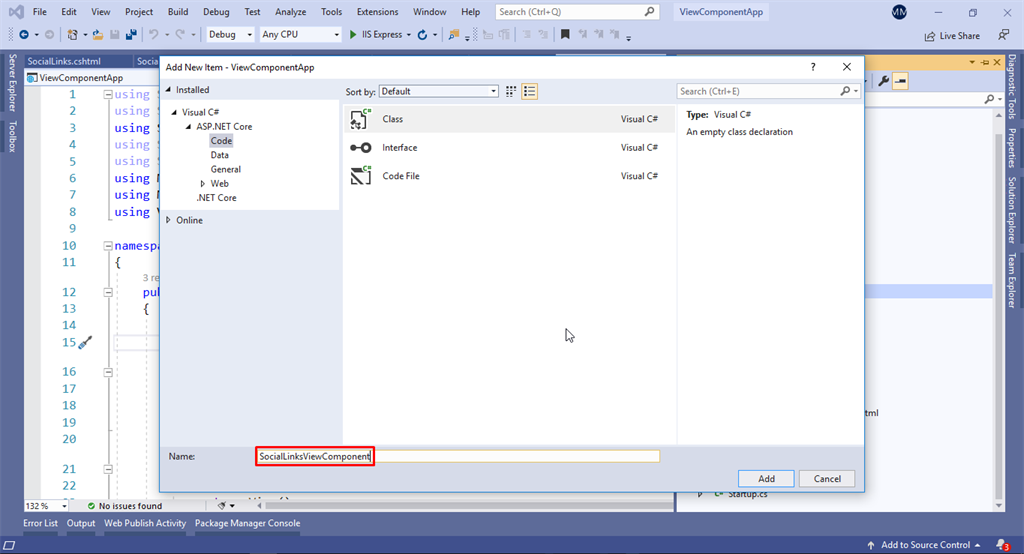 File Edit View Project Build Debug Test Analyze Tools Extensions Window Help Search (Ctrl+Q) ViewComponentApp MM
Debug Any CPU IIS Express Live Share
SocialLinks.cshtml Social
ViewComponentApp
Server Explorer
Toolbox
1 using
2 using S
3 using S
4 using S
5 using S
6 using M
7 using M
8 using V
9
10 namespa
11 {
3 re
12 pub
13 {
14
15
16
17
18
19
20
21
22
Add New Item - ViewComponentApp ?
Installed
Sort by: Default
Search (Ctrl+E)
Visual C#
ASP.NET Core
Code
Data
General
Web
.NET Core
Online
Class Visual C#
Interface Visual C#
Code File Visual C#
Type: Visual C#
An empty class declaration
Name: SocialLinksViewComponent
Add Cancel
Diagnostic Tools
Properties
Solution Explorer
Team Explorer
tml
Startup.cs
132 % No issues found
Error List Output Web Publish Activity Package Manager Console
Add to Source Control 3